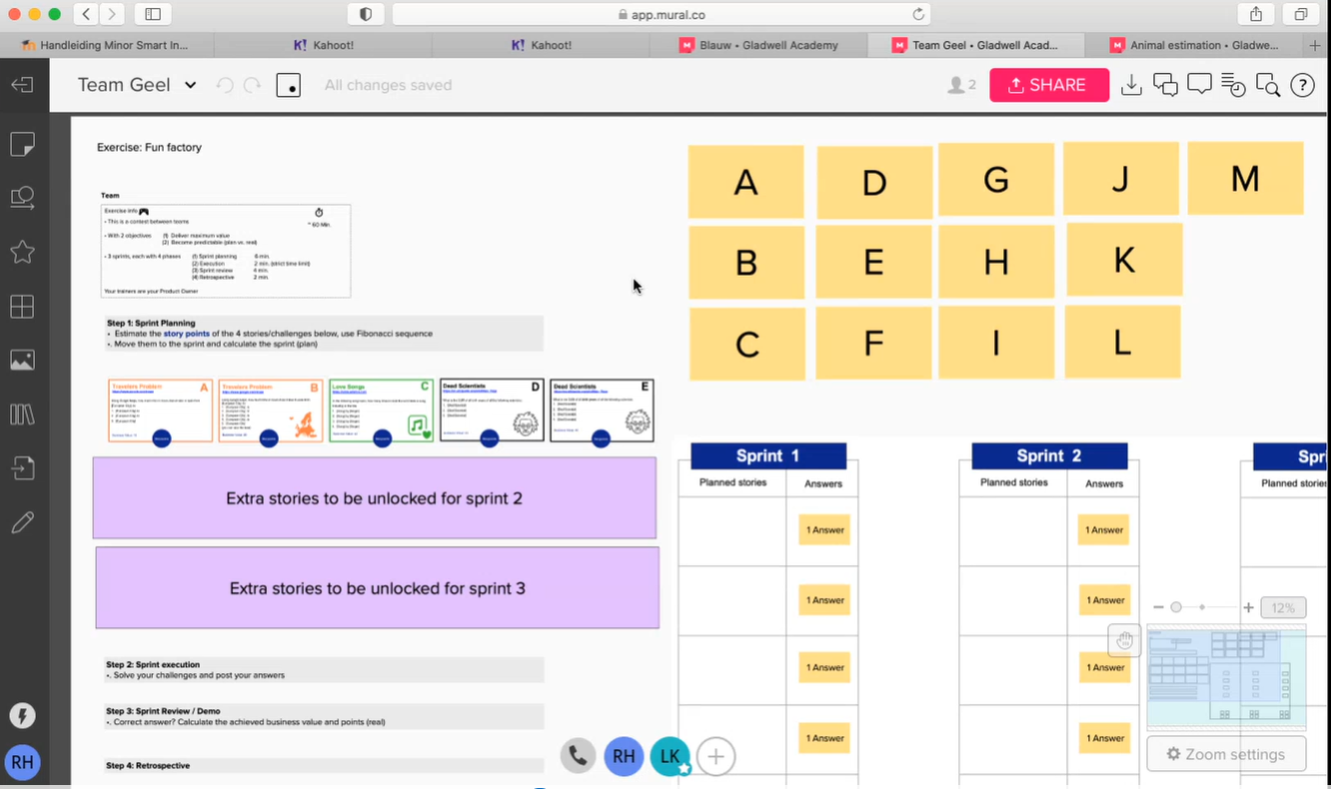 app.mural.co
Handleiding Minor Smart In...
K! Kahoot!
K! Kahoot!
M Blauw • Gladwell Academy
M Team Geel • Gladwell Acad...
M Animal estimation • Gladwe...
Team Geel
All changes saved
2
SHARE
?
Exercise: Fun factory
Team
Exercise info
~ 60 Min.
• This is a contest between teams
• With 2 objectives (1) Deliver maximum value
(2) Become predictable (plan vs. real)
• 3 sprints, each with 4 phases (1) Sprint planning 6 min.
(2) Execution 2 min. (strict time limit)
(3) Sprint review 4 min.
(4) Retrospective 2 min.
Your trainers are your Product Owner
Step 1: Sprint Planning
• Estimate the story points of the 4 stories/challenges below, use Fibonacci sequence
•. Move them to the sprint and calculate the sprint (plan)
Travelers Problem A
Travelers Problem B
Love Songs C
Dead Scientists D
Dead Scientists E
Extra stories to be unlocked for sprint 2
Extra stories to be unlocked for sprint 3
Step 2: Sprint execution
•. Solve your challenges and post your answers
Step 3: Sprint Review / Demo
•. Correct answer? Calculate the achieved business value and points (real)
Step 4: Retrospective
A D G J M
B E H K
C F I L
Sprint 1
Planned stories Answers
1 Answer
1 Answer
1 Answer
1 Answer
Sprint 2
Planned stories Answers
1 Answer
1 Answer
1 Answer
1 Answer
Spri
Planned storie
12%
Zoom settings
RH
RH
LK